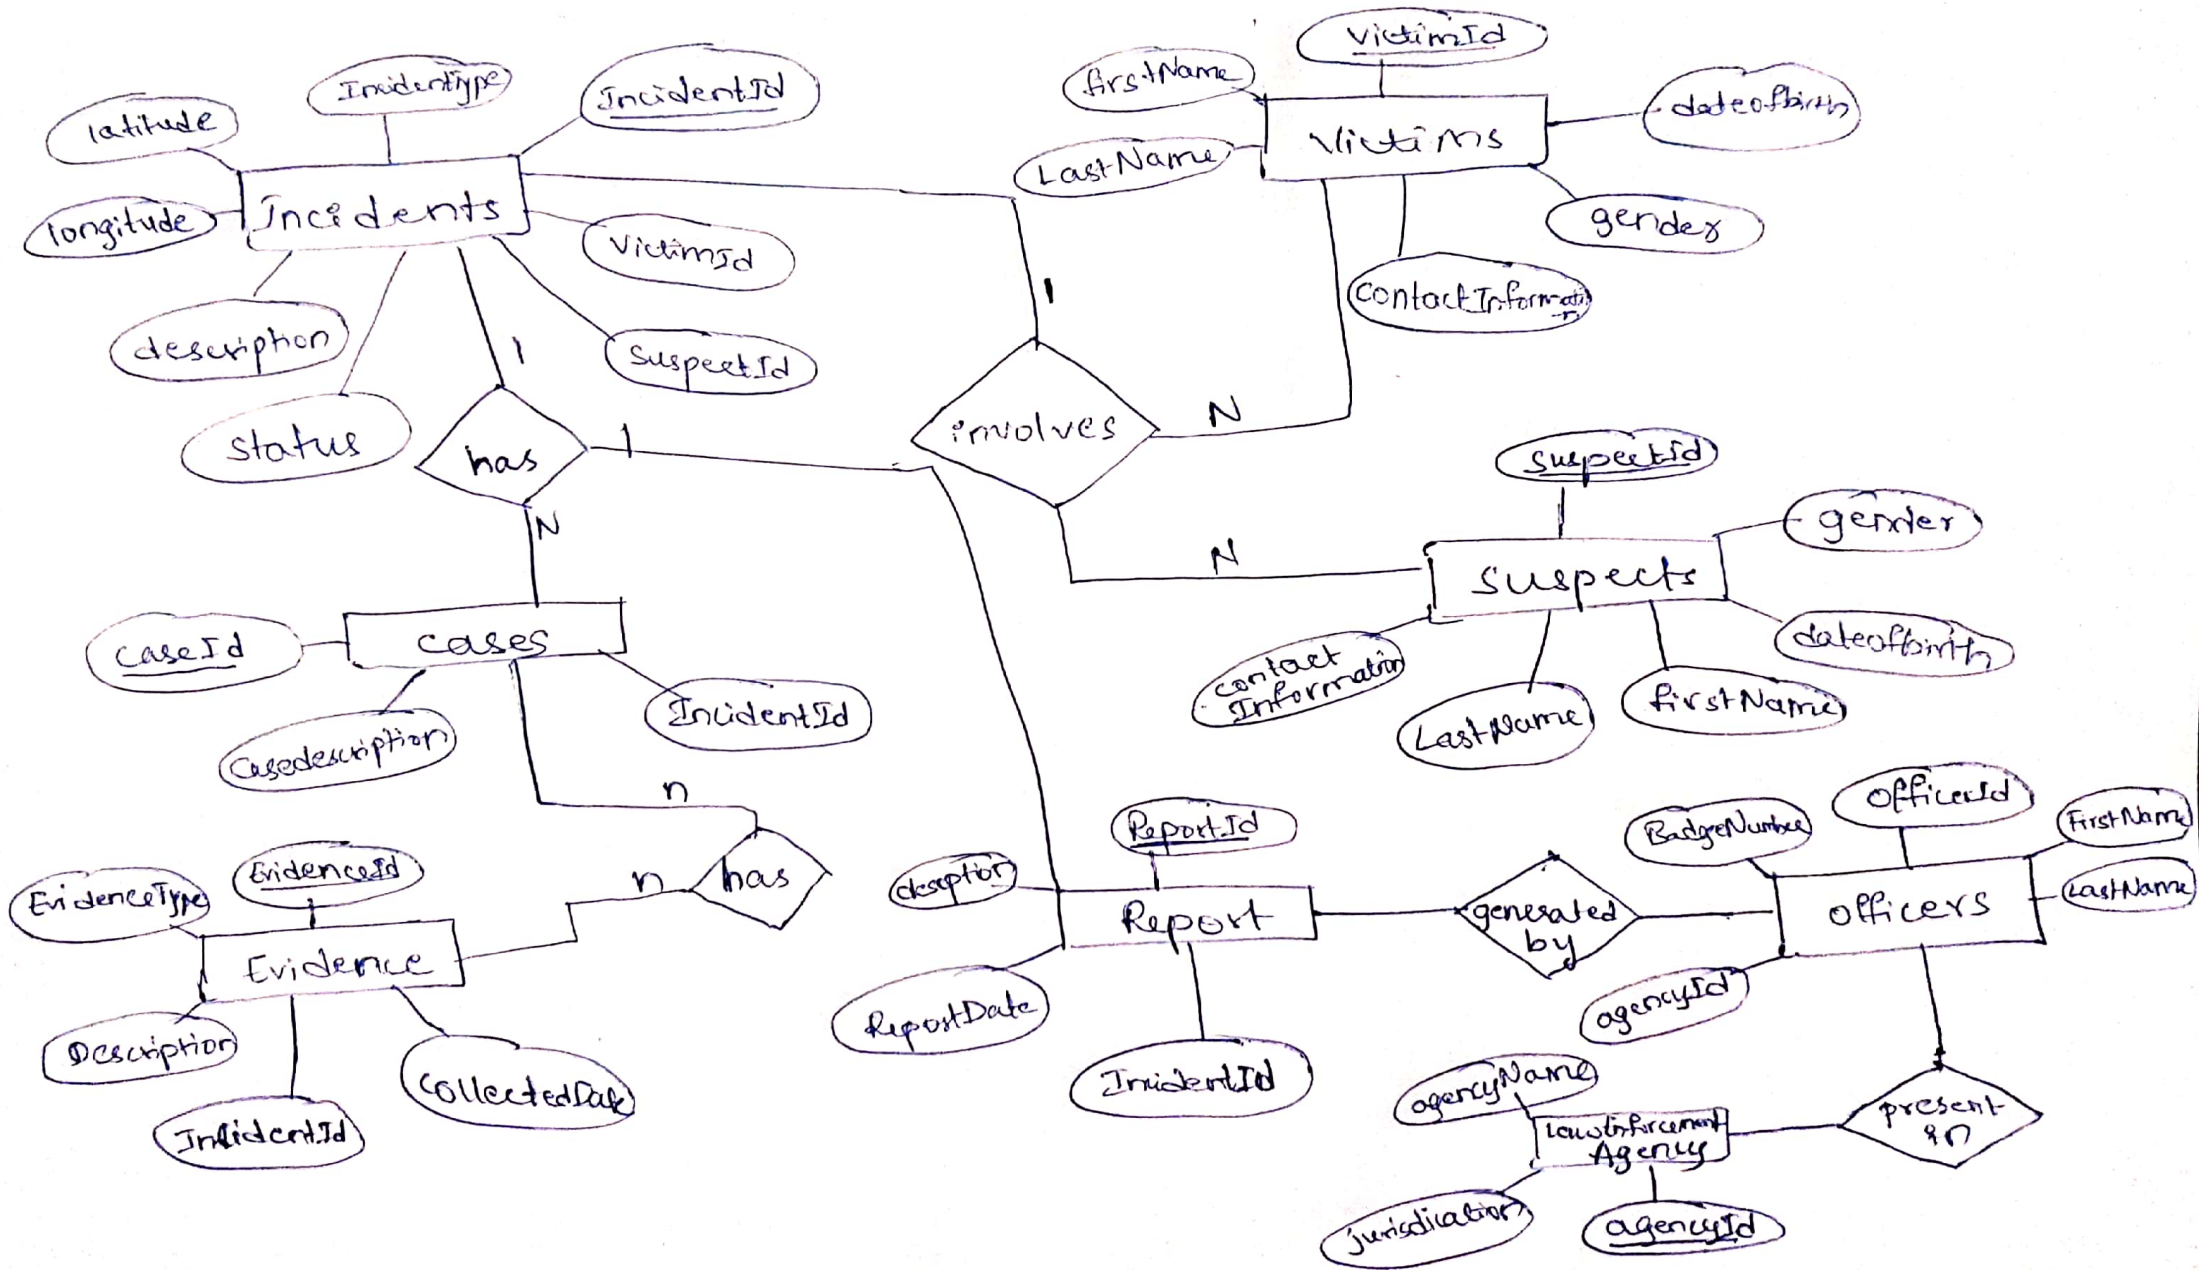 VictimId
IncidentType
IncidentId
firstName
dateofbirth
latitude
Victims
LastName
longitude
Incidents
VictimId
gender
contactInformation
1
description
1
SuspectId
status
has
1
involves
N
suspectId
N
N
gender
suspects
caseId
cases
dateofbirth
contact
Information
IncidentId
LastName
firstName
Casedescription
n
ReportId
BadgeNumber
OfficerId
FirstName
EvidenceType
EvidenceId
n
has
desception
Report
generated
by
officers
LastName
Evidence
agencyId
ReportDate
Description
CollectedDate
IncidentId
IncidentId
agencyName
LawEnforcement
Agency
present
in
jurisdication
agencyId